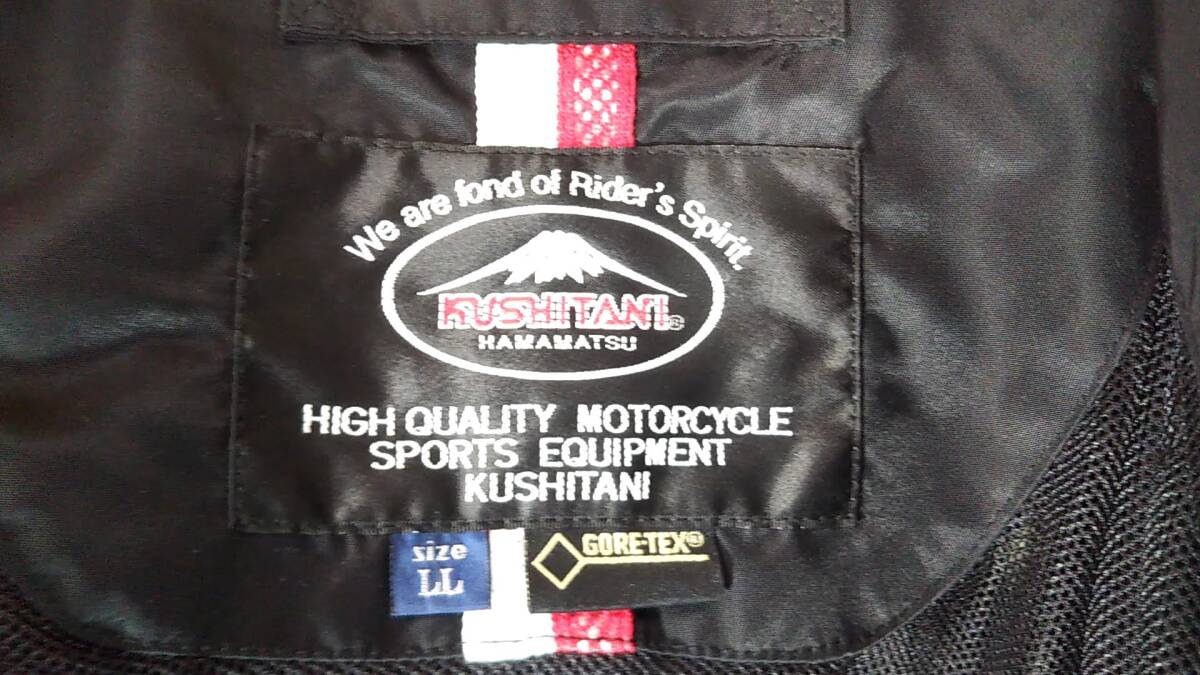 We are fond of Rider's Spirit.
KUSHITANI®
HAMAMATSU
HIGH QUALITY MOTORCYCLE
SPORTS EQUIPMENT
KUSHITANI
size
LL
GORE-TEX®